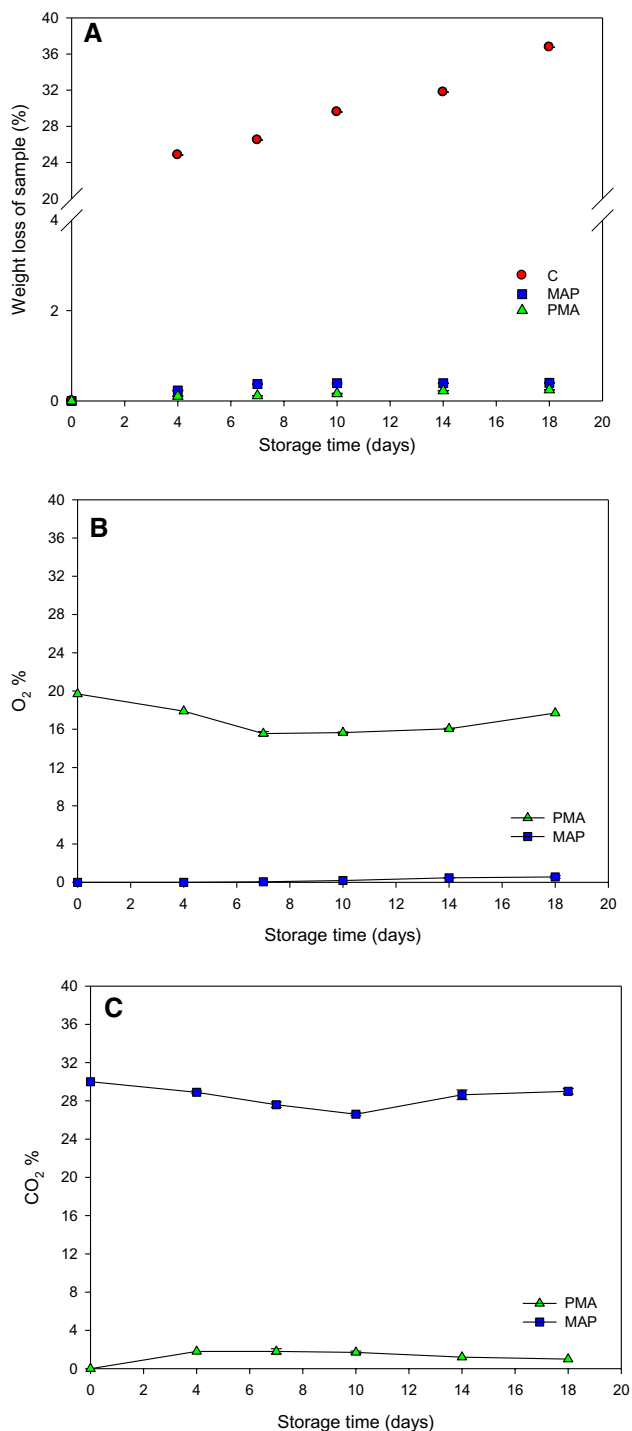 A
Weight loss of sample (%)
40
36
32
28
24
20
4
2
0
C
MAP
PMA
0 2 4 6 8 10 12 14 16 18 20
Storage time (days)
B
O2 %
40
36
32
28
24
20
16
12
8
4
0
PMA
MAP
0 2 4 6 8 10 12 14 16 18 20
Storage time (days)
C
CO2 %
40
36
32
28
24
20
16
12
8
4
0
PMA
MAP
0 2 4 6 8 10 12 14 16 18 20
Storage time (days)